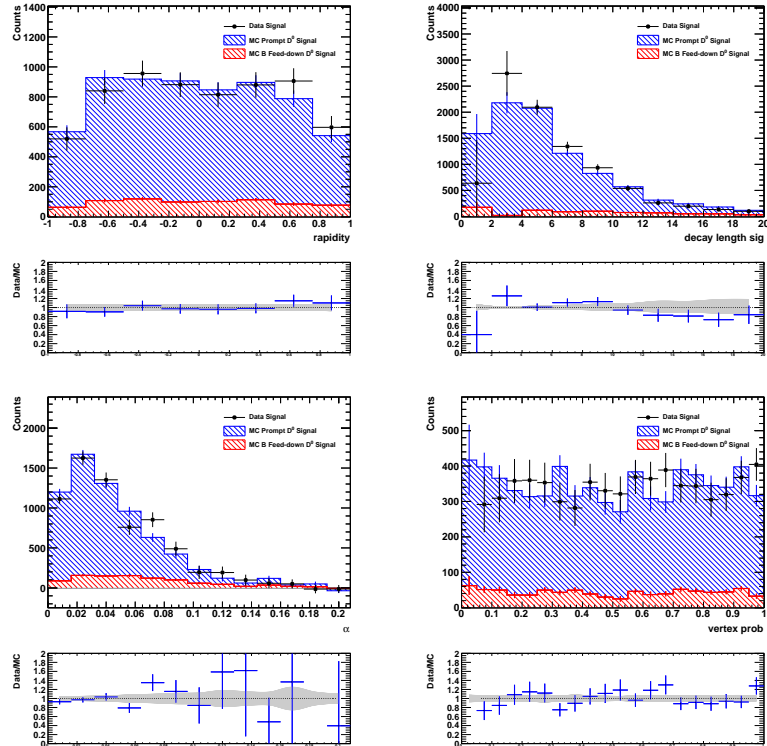 Counts
1400
1200
1000
800
600
400
200
0
Data Signal
MC Prompt D⁰ Signal
MC B Feed-down D⁰ Signal
-1 -0.8 -0.6 -0.4 -0.2 0 0.2 0.4 0.6 0.8 1
rapidity
Data/MC
2
1.8
1.6
1.4
1.2
1
0.8
0.6
0.4
0.2
0
Counts
4000
3500
3000
2500
2000
1500
1000
500
0
Data Signal
MC Prompt D⁰ Signal
MC B Feed-down D⁰ Signal
0 2 4 6 8 10 12 14 16 18 20
decay length sig
Data/MC
2
1.8
1.6
1.4
1.2
1
0.8
0.6
0.4
0.2
0
Counts
2000
1500
1000
500
0
Data Signal
MC Prompt D⁰ Signal
MC B Feed-down D⁰ Signal
0 0.02 0.04 0.06 0.08 0.1 0.12 0.14 0.16 0.18 0.2
α
Data/MC
2
1.8
1.6
1.4
1.2
1
0.8
0.6
0.4
0.2
0
Counts
500
400
300
200
100
0
Data Signal
MC Prompt D⁰ Signal
MC B Feed-down D⁰ Signal
0 0.1 0.2 0.3 0.4 0.5 0.6 0.7 0.8 0.9 1
vertex prob
Data/MC
2
1.8
1.6
1.4
1.2
1
0.8
0.6
0.4
0.2
0